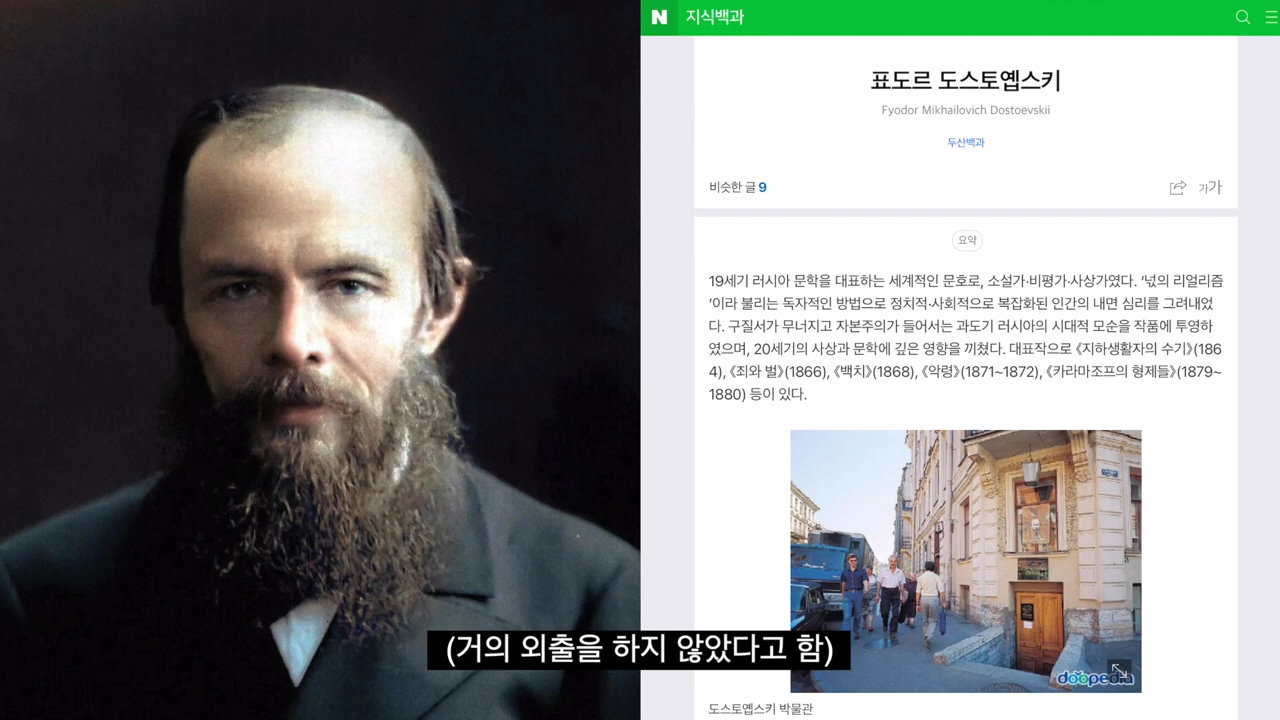 N 지식백과
표도르 도스토옙스키
Fyodor Mikhailovich Dostoevskii
두산백과
비슷한 글 9
가가
요약
19세기 러시아 문학을 대표하는 세계적인 문호로, 소설가·비평가·사상가였다. ‘넋의 리얼리즘
’이라 불리는 독자적인 방법으로 정치적·사회적으로 복잡화된 인간의 내면 심리를 그려내었
다. 구질서가 무너지고 자본주의가 들어서는 과도기 러시아의 시대적 모순을 작품에 투영하
였으며, 20세기의 사상과 문학에 깊은 영향을 끼쳤다. 대표작으로 《지하생활자의 수기》(186
4), 《죄와 벌》(1866), 《백치》(1868), 《악령》(1871~1872), 《카라마조프의 형제들》(1879~
1880) 등이 있다.
(거의 외출을 하지 않았다고 함)
doopedia
도스토옙스키 박물관